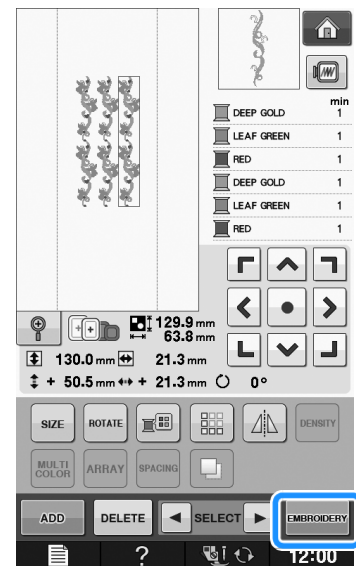 min
DEEP GOLD 1
LEAF GREEN 1
RED 1
DEEP GOLD 1
LEAF GREEN 1
RED 1
129.9 mm
63.8 mm
130.0 mm 21.3 mm
+ 50.5 mm + 21.3 mm 0°
SIZE ROTATE DENSITY
MULTI COLOR ARRAY SPACING
ADD DELETE SELECT EMBROIDERY
? 12:00